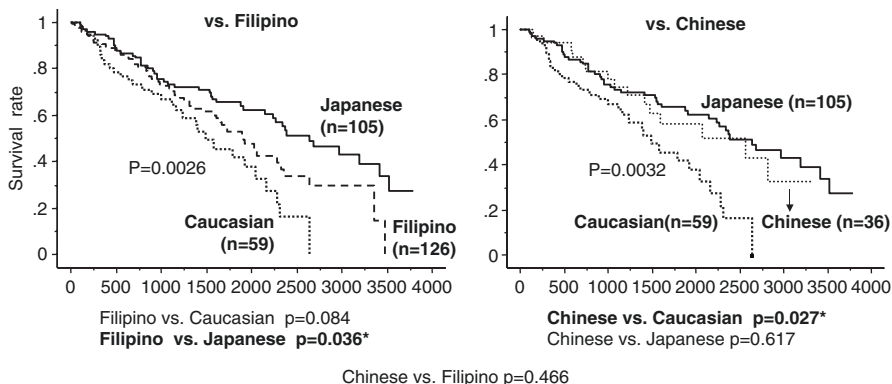 vs. Filipino
1
.8
.6
.4
.2
0
Survival rate
Japanese
(n=105)
P=0.0026
Caucasian
(n=59)
Filipino
(n=126)
0 500 1000 1500 2000 2500 3000 3500 4000
Filipino vs. Caucasian p=0.084
Filipino vs. Japanese p=0.036*
vs. Chinese
1
.8
.6
.4
.2
0
Japanese (n=105)
P=0.0032
Caucasian(n=59)
Chinese (n=36)
0 500 1000 1500 2000 2500 3000 3500 4000
Chinese vs. Caucasian p=0.027*
Chinese vs. Japanese p=0.617
Chinese vs. Filipino p=0.466